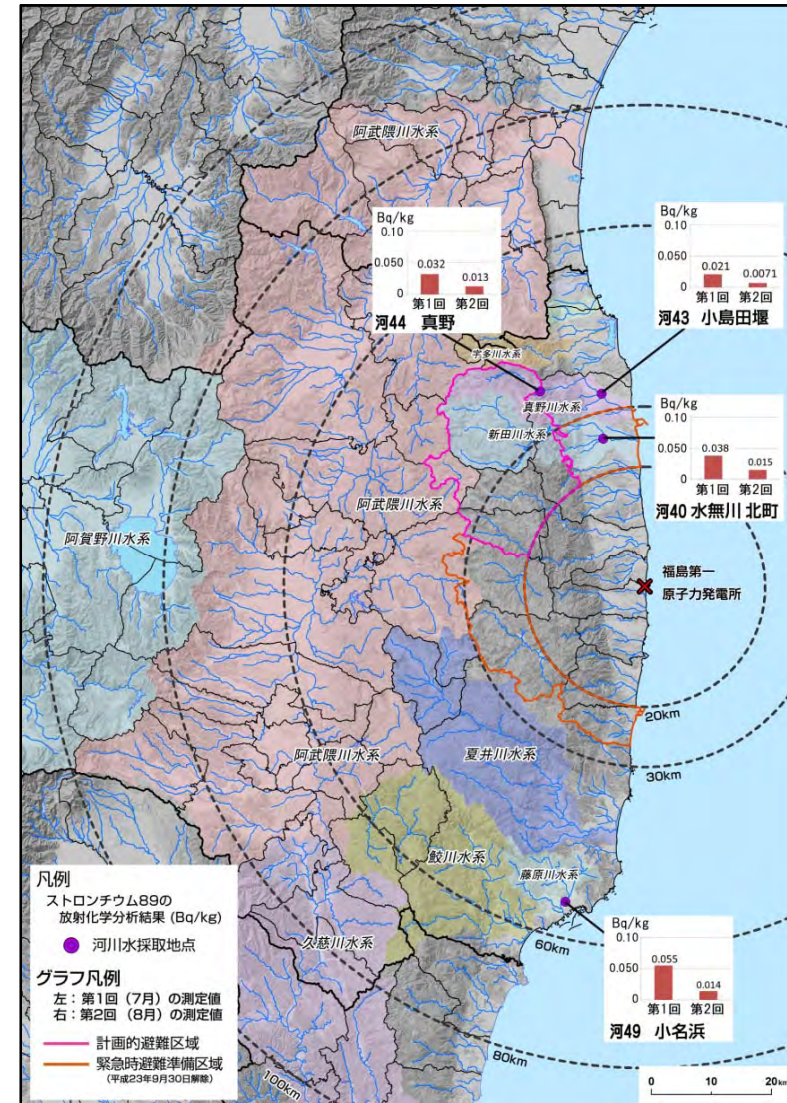 阿武隈川水系
Bq/kg
0.10
0.050
0
0.032
0.013
第1回 第2回
河44 真野
Bq/kg
0.10
0.050
0
0.021
0.0071
第1回 第2回
河43 小島田堰
宇多川水系
真野川水系
新田川水系
Bq/kg
0.10
0.050
0
0.038
0.015
第1回 第2回
河40 水無川 北町
阿武隈川水系
阿賀野川水系
福島第一
原子力発電所
20km
30km
阿武隈川水系
夏井川水系
鮫川水系
藤原川水系
久慈川水系
60km
80km
100km
Bq/kg
0.10
0.050
0
0.055
0.014
第1回 第2回
河49 小名浜
凡例
ストロンチウム89の
放射化学分析結果 (Bq/kg)
河川水採取地点
グラフ凡例
左:第1回(7月)の測定値
右:第2回(8月)の測定値
計画的避難区域
緊急時避難準備区域
(平成23年9月30日解除)
0 10 20km